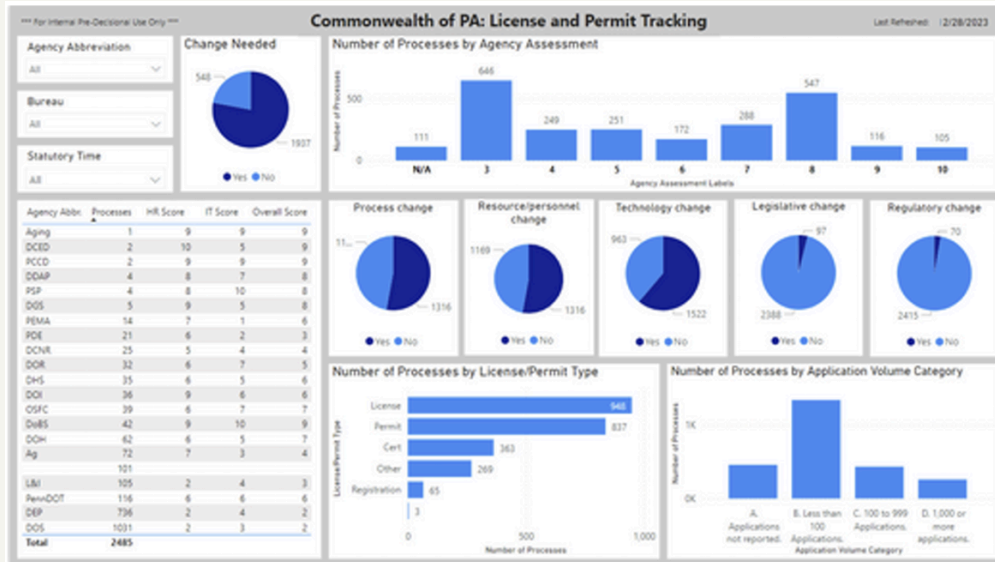 *** For Internal Pre-Decisional Use Only ***
Commonwealth of PA: License and Permit Tracking
Last Refreshed: 12/28/2023
Agency Abbreviation
All
Bureau
All
Statutory Time
All
Change Needed
548
1937
Yes No
Number of Processes by Agency Assessment
Number of Processes
500
0
111 646 249 251 172 288 547 116 105
N/A 3 4 5 6 7 8 9 10
Agency Assessment Labels
Agency Abbr. Processes HR Score IT Score Overall Score
Aging 1 9 9 9
DCED 2 10 5 9
PCCD 2 9 9 9
DDAP 4 8 7 8
PSP 4 8 10 8
DGS 5 9 5 8
PEMA 14 7 1 6
PDE 21 6 2 3
DCNR 25 5 4 4
DOR 32 6 7 5
DHS 35 6 5 6
DOI 36 9 6 6
OSFC 39 6 7 7
DoBS 42 9 10 9
DOH 62 6 5 7
Ag 72 7 3 4
101
L&I 105 2 4 3
PennDOT 116 6 6 6
DEP 736 2 4 2
DOS 1031 2 3 2
Total 2485
Process change
11...
1316
Yes No
Resource/personnel
change
1169
1316
Yes No
Technology change
963
1522
Yes No
Legislative change
97
2388
Yes No
Regulatory change
70
2415
Yes No
Number of Processes by License/Permit Type
License/Permit Type
License 948
Permit 837
Cert 363
Other 269
Registration 65
3
0 500 1,000
Number of Processes
Number of Processes by Application Volume Category
Number of Processes
1K
0K
A. B. Less than C. 100 to 999 D. 1,000 or
Applications 100 Applications. more
not reported. Applications. applications.
Application Volume Category